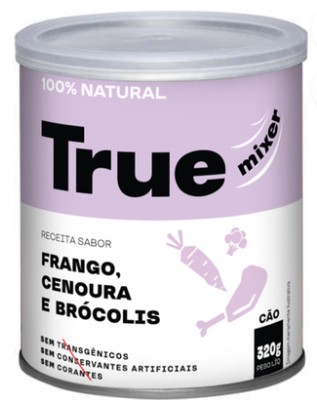 100% NATURAL
True mixer
RECEITA SABOR
FRANGO,
CENOURA
E BRÓCOLIS
CÃO
320g
PESO LÍQ
SEM TRANSGÊNICOS
SEM CONSERVANTES ARTIFICIAIS
SEM CORANTES